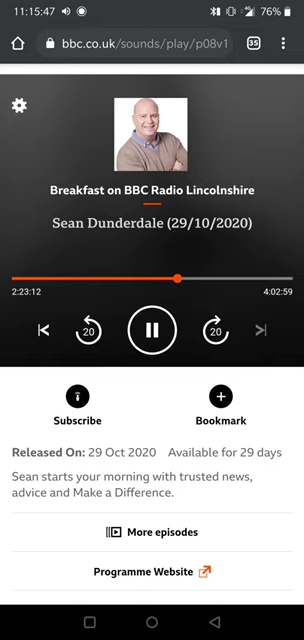 11:15:47
76%
bbc.co.uk/sounds/play/p08v1
35
Breakfast on BBC Radio Lincolnshire
Sean Dunderdale (29/10/2020)
2:23:12
4:02:59
20
20
Subscribe
Bookmark
Released On: 29 Oct 2020 Available for 29 days
Sean starts your morning with trusted news,
advice and Make a Difference.
More episodes
Programme Website